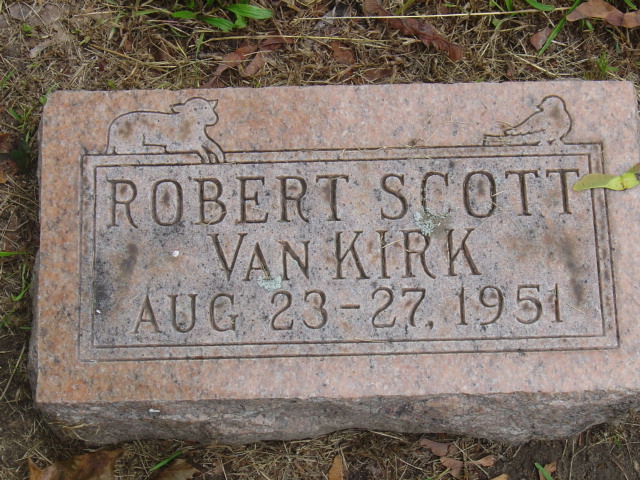 ROBERT SCOTT
VAN KIRK
AUG 23-27, 1951